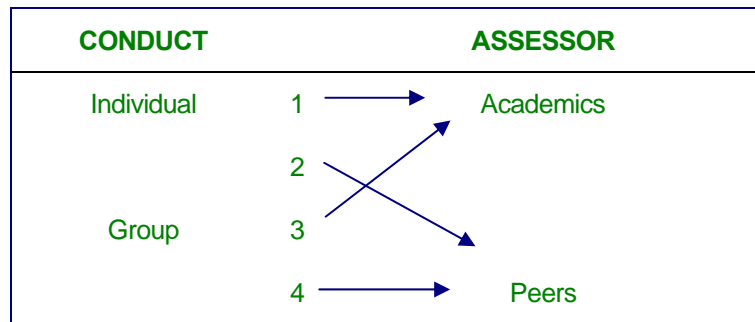 CONDUCT ASSESSOR
Individual 1 Academics
2
Group 3
4 Peers